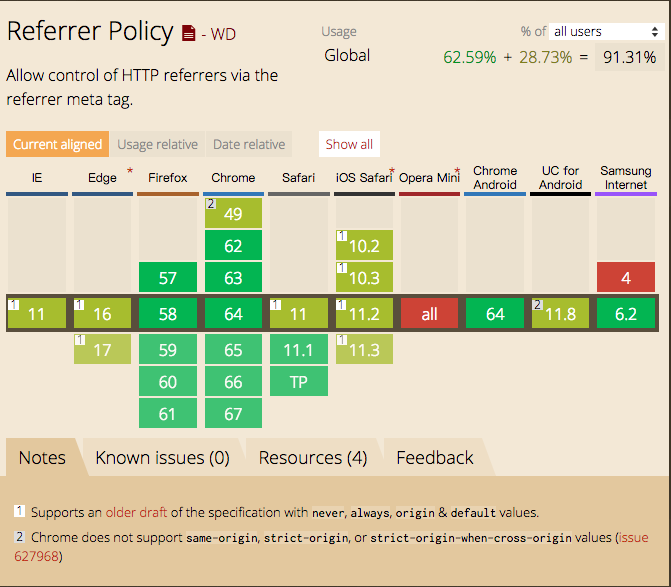 Referrer Policy - WD
Usage % of all users
Global 62.59% + 28.73% = 91.31%
Allow control of HTTP referrers via the
referrer meta tag.
Current aligned Usage relative Date relative Show all
IE Edge * Firefox Chrome Safari iOS Safari * Opera Mini * Chrome Android UC for Android Samsung Internet
2 49
62 1 10.2
57 63 1 10.3 4
1 11 1 16 58 64 1 11 1 11.2 all 64 2 11.8 6.2
1 17 59 65 11.1 1 11.3
60 66 TP
61 67
Notes Known issues (0) Resources (4) Feedback
1 Supports an older draft of the specification with never, always, origin & default values.
2 Chrome does not support same-origin, strict-origin, or strict-origin-when-cross-origin values (issue
627968)